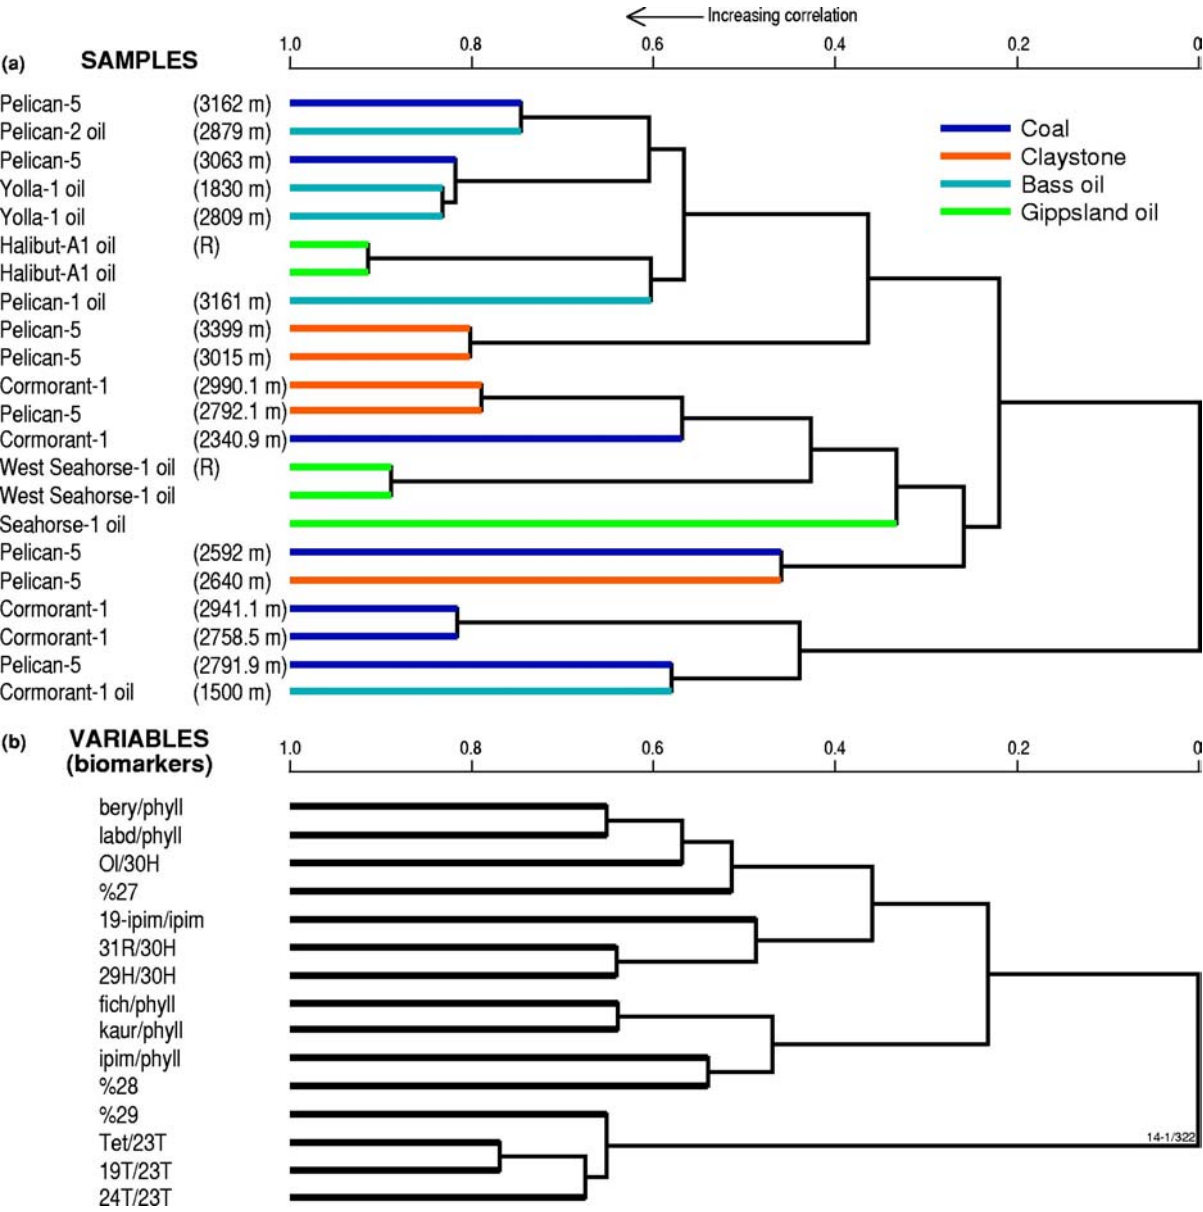 Increasing correlation
1.0 0.8 0.6 0.4 0.2 0
(a) SAMPLES
Pelican-5 (3162 m)
Pelican-2 oil (2879 m)
Pelican-5 (3063 m)
Yolla-1 oil (1830 m)
Yolla-1 oil (2809 m)
Halibut-A1 oil (R)
Halibut-A1 oil
Pelican-1 oil (3161 m)
Pelican-5 (3399 m)
Pelican-5 (3015 m)
Cormorant-1 (2990.1 m)
Pelican-5 (2792.1 m)
Cormorant-1 (2340.9 m)
West Seahorse-1 oil (R)
West Seahorse-1 oil
Seahorse-1 oil
Pelican-5 (2592 m)
Pelican-5 (2640 m)
Cormorant-1 (2941.1 m)
Cormorant-1 (2758.5 m)
Pelican-5 (2791.9 m)
Cormorant-1 oil (1500 m)
Coal
Claystone
Bass oil
Gippsland oil
(b) VARIABLES
(biomarkers)
1.0 0.8 0.6 0.4 0.2 0
bery/phyll
labd/phyll
Ol/30H
%27
19-ipim/ipim
31R/30H
29H/30H
fich/phyll
kaur/phyll
ipim/phyll
%28
%29
Tet/23T
19T/23T
24T/23T
14-1/322